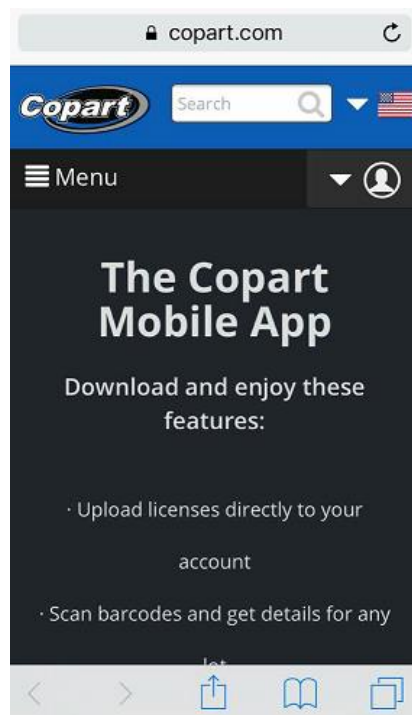 copart.com
Copart
Search
Menu
The Copart
Mobile App
Download and enjoy these
features:
· Upload licenses directly to your
account
· Scan barcodes and get details for any
lot